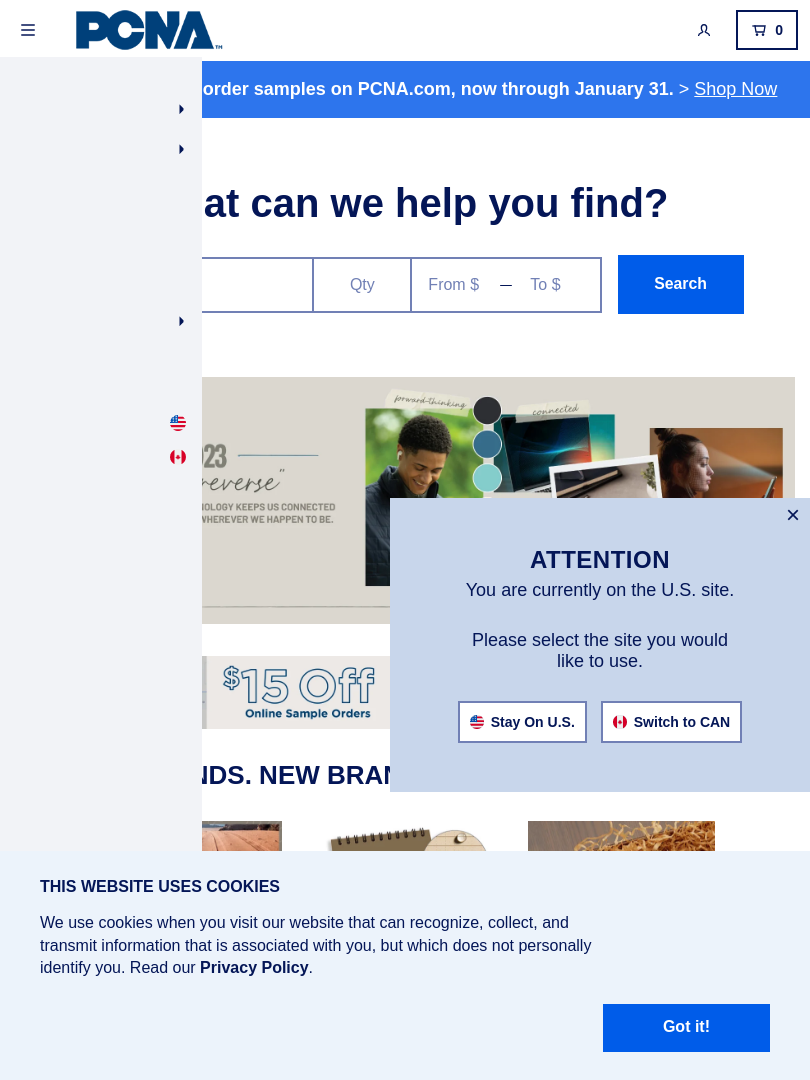 PCNA™
0
order samples on PCNA.com, now through January 31. > Shop Now
at can we help you find?
Qty
From $ — To $
Search
forward-thinking
connected
23
reverse”
NOLOGY KEEPS US CONNECTED
WHEREVER WE HAPPEN TO BE.
ATTENTION
You are currently on the U.S. site.
Please select the site you would
like to use.
Stay On U.S.
Switch to CAN
$15 Off
Online Sample Orders
NDS. NEW BRAN
THIS WEBSITE USES COOKIES
We use cookies when you visit our website that can recognize, collect, and
transmit information that is associated with you, but which does not personally
identify you. Read our Privacy Policy.
Got it!